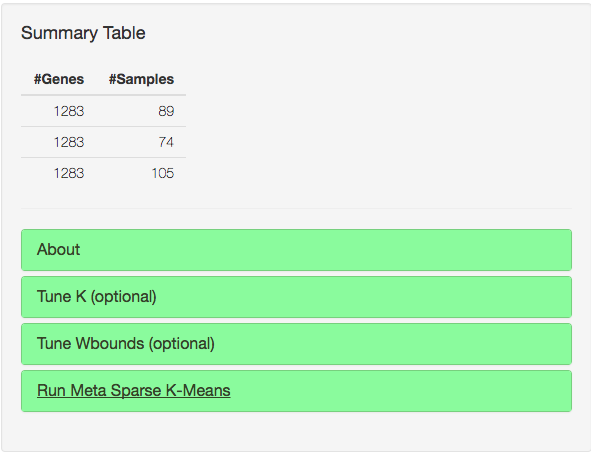 Summary Table
#Genes #Samples
1283 89
1283 74
1283 105
About
Tune K (optional)
Tune Wbounds (optional)
Run Meta Sparse K-Means